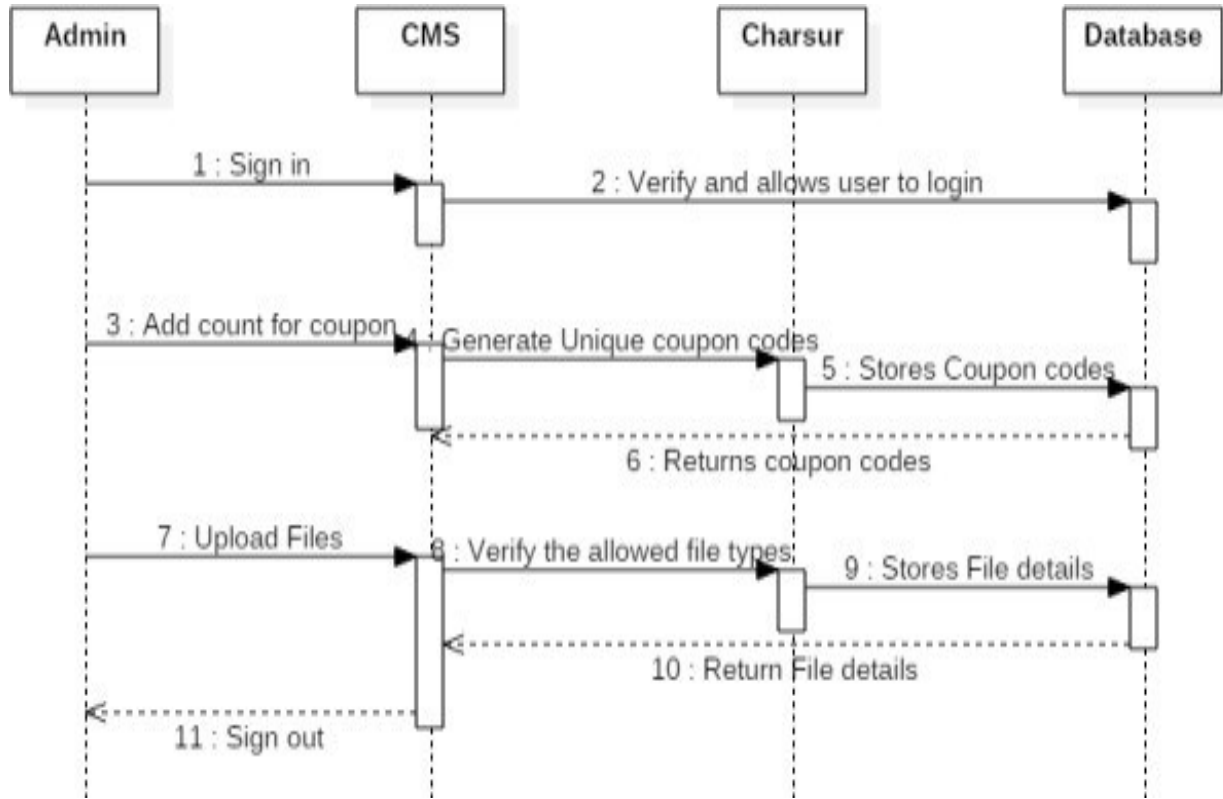 Admin
CMS
Charsur
Database
1 : Sign in
2 : Verify and allows user to login
3 : Add count for coupon
4 : Generate Unique coupon codes
5 : Stores Coupon codes
6 : Returns coupon codes
7 : Upload Files
8 : Verify the allowed file types
9 : Stores File details
10 : Return File details
11 : Sign out